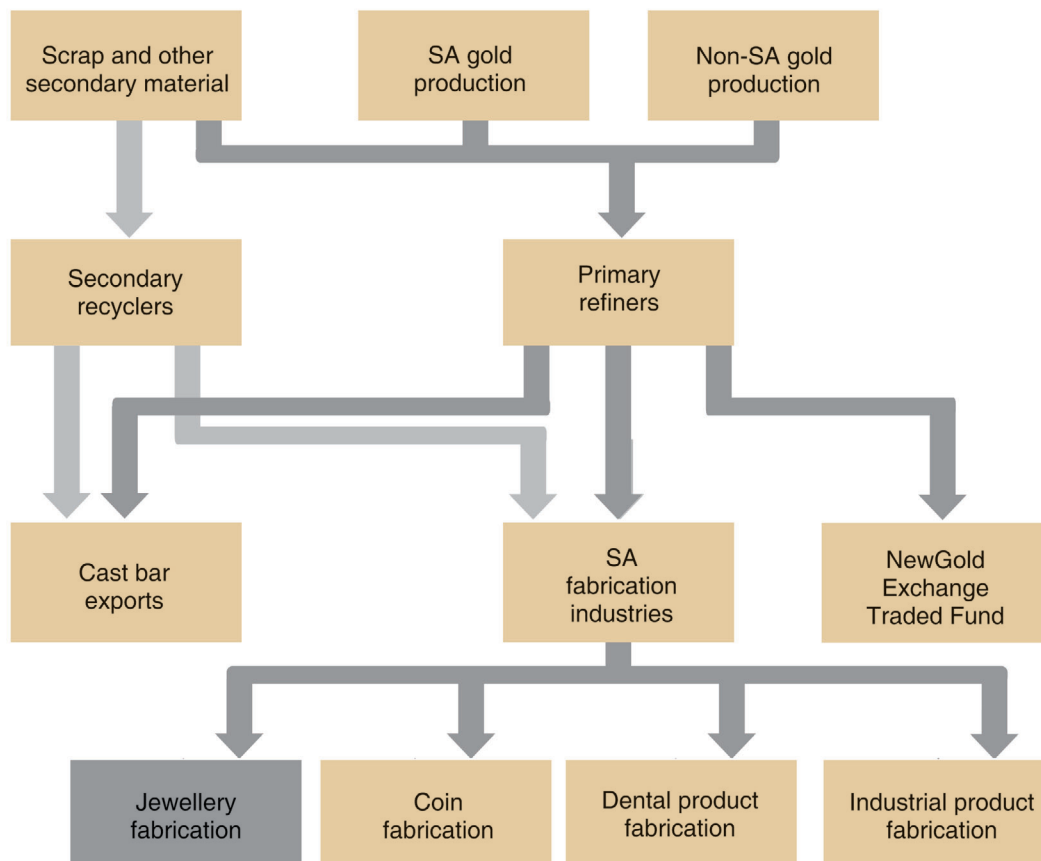 Scrap and other
secondary material
SA gold
production
Non-SA gold
production
Secondary
recyclers
Primary
refiners
Cast bar
exports
SA
fabrication
industries
NewGold
Exchange
Traded Fund
Jewellery
fabrication
Coin
fabrication
Dental product
fabrication
Industrial product
fabrication